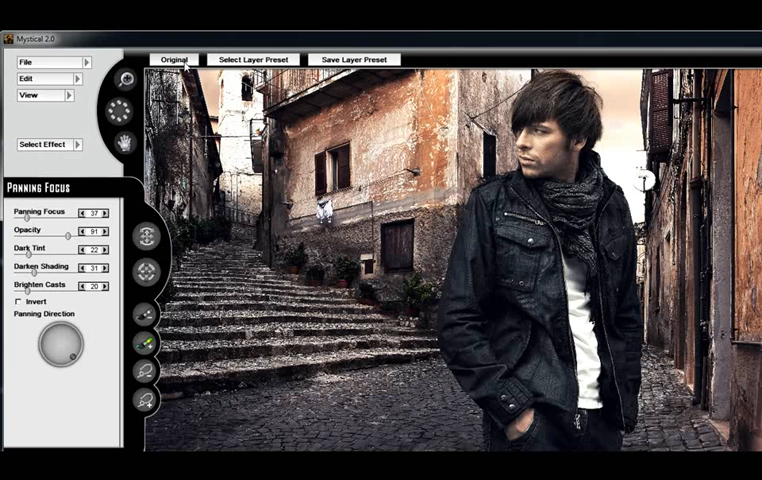 Mystical 2.0
File
Original
Select Layer Preset
Save Layer Preset
Edit
View
Select Effect
Panning Focus
Panning Focus 37
Opacity 91
Dark Tint 22
Darken Shading 31
Brighten Casts 20
Invert
Panning Direction